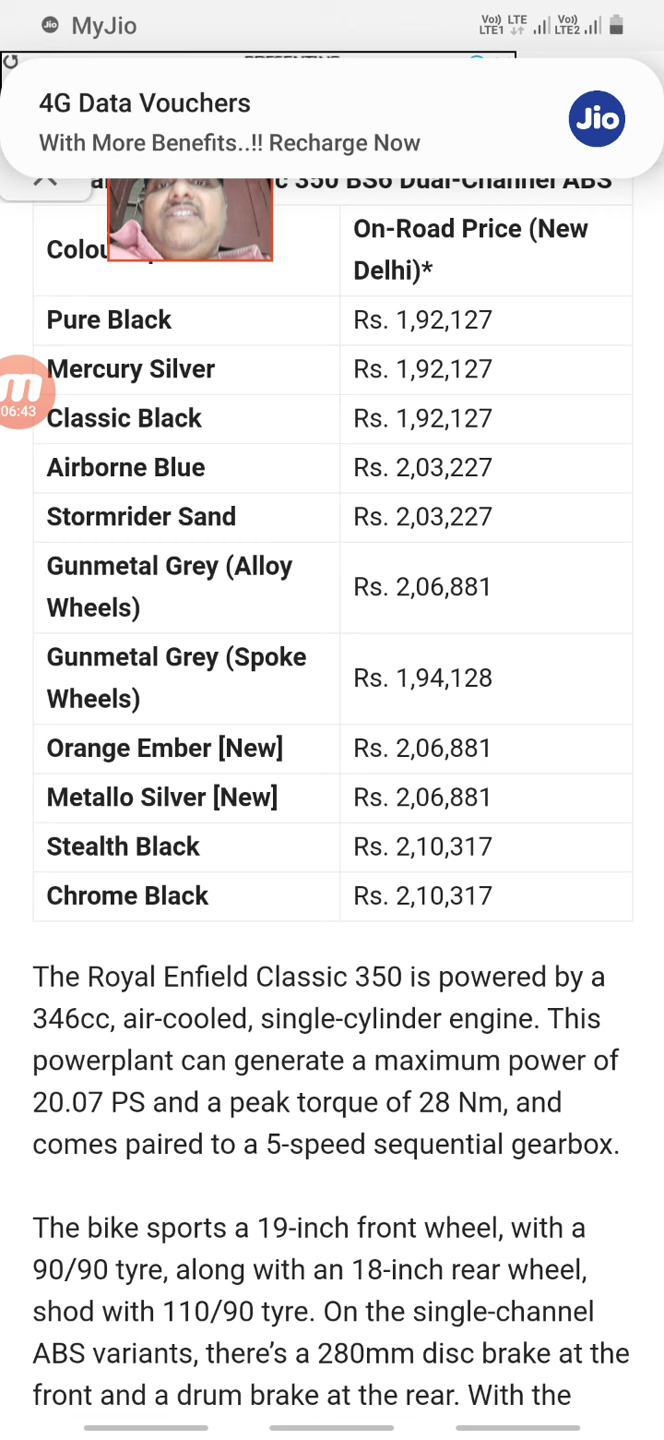 MyJio
Vo)) LTE Vo))
LTE1 LTE2
4G Data Vouchers
With More Benefits..!! Recharge Now
Jio
c 350 BS6 Dual-Channel ABS
On-Road Price (New
Delhi)*
Pure Black Rs. 1,92,127
Mercury Silver Rs. 1,92,127
06:43
Classic Black Rs. 1,92,127
Airborne Blue Rs. 2,03,227
Stormrider Sand Rs. 2,03,227
Gunmetal Grey (Alloy
Wheels) Rs. 2,06,881
Gunmetal Grey (Spoke
Wheels) Rs. 1,94,128
Orange Ember [New] Rs. 2,06,881
Metallo Silver [New] Rs. 2,06,881
Stealth Black Rs. 2,10,317
Chrome Black Rs. 2,10,317
The Royal Enfield Classic 350 is powered by a
346cc, air-cooled, single-cylinder engine. This
powerplant can generate a maximum power of
20.07 PS and a peak torque of 28 Nm, and
comes paired to a 5-speed sequential gearbox.
The bike sports a 19-inch front wheel, with a
90/90 tyre, along with an 18-inch rear wheel,
shod with 110/90 tyre. On the single-channel
ABS variants, there's a 280mm disc brake at the
front and a drum brake at the rear. With the